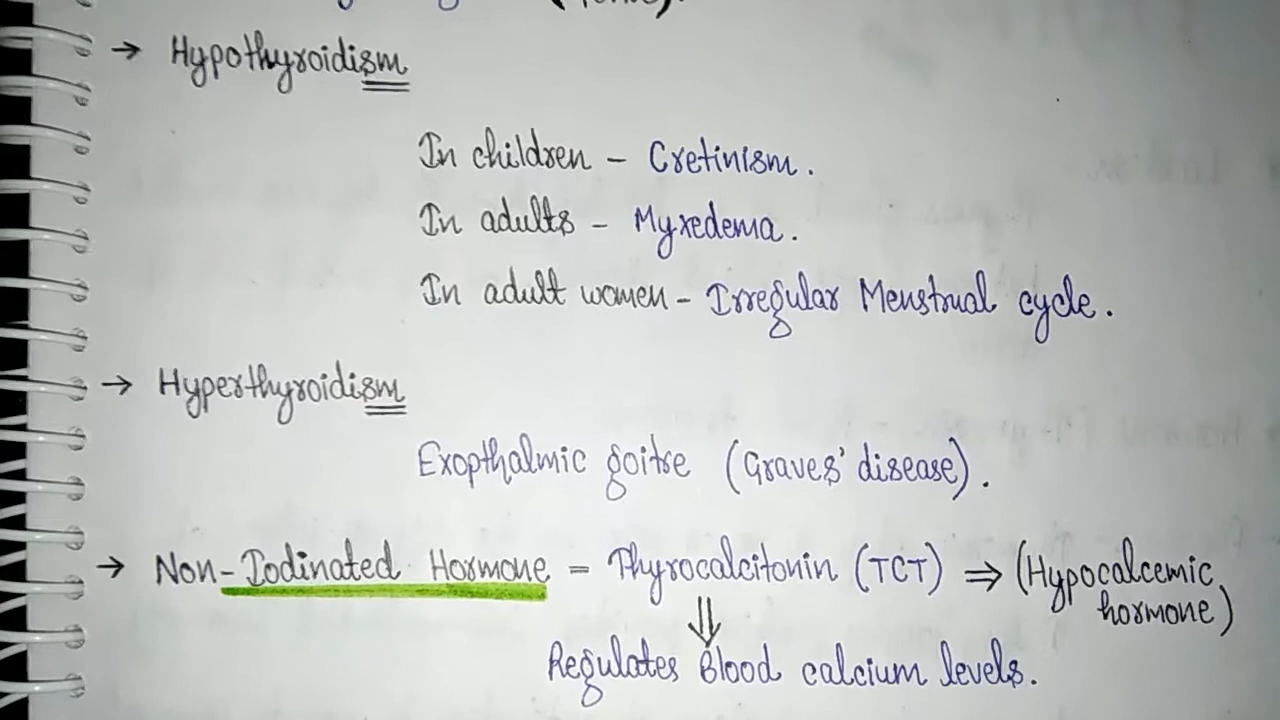 → Hypothyroidism
In children - Cretinism.
In adults - Myxedema.
In adult women - Irregular Menstrual cycle.
→ Hyperthyroidism
Exopthalmic goitre (Graves' disease).
→ Non-Iodinated Hormone = Thyrocalcitonin (TCT) ⇒ (Hypocalcemic
hormone)
⇓
Regulates Blood calcium levels.